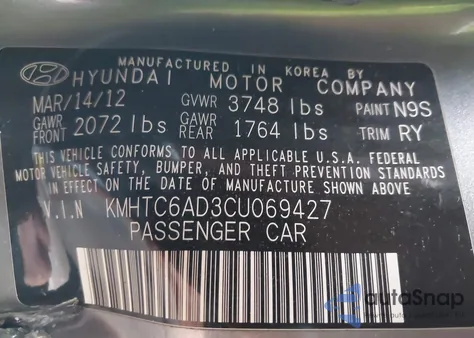 MANUFACTURED IN KOREA BY
HYUNDAI MOTOR COMPANY
MAR/14/12 GVWR 3748 lbs PAINT N9S
GAWR FRONT 2072 lbs GAWR REAR 1764 lbs TRIM RY
THIS VEHICLE CONFORMS TO ALL APPLICABLE U.S.A. FEDERAL
MOTOR VEHICLE SAFETY, BUMPER, AND THEFT PREVENTION
STANDARDS IN EFFECT ON THE DATE OF MANUFACTURE SHOWN ABOVE.
V.I.N KMHTC6AD3CU069427
PASSENGER CAR
autoSnap